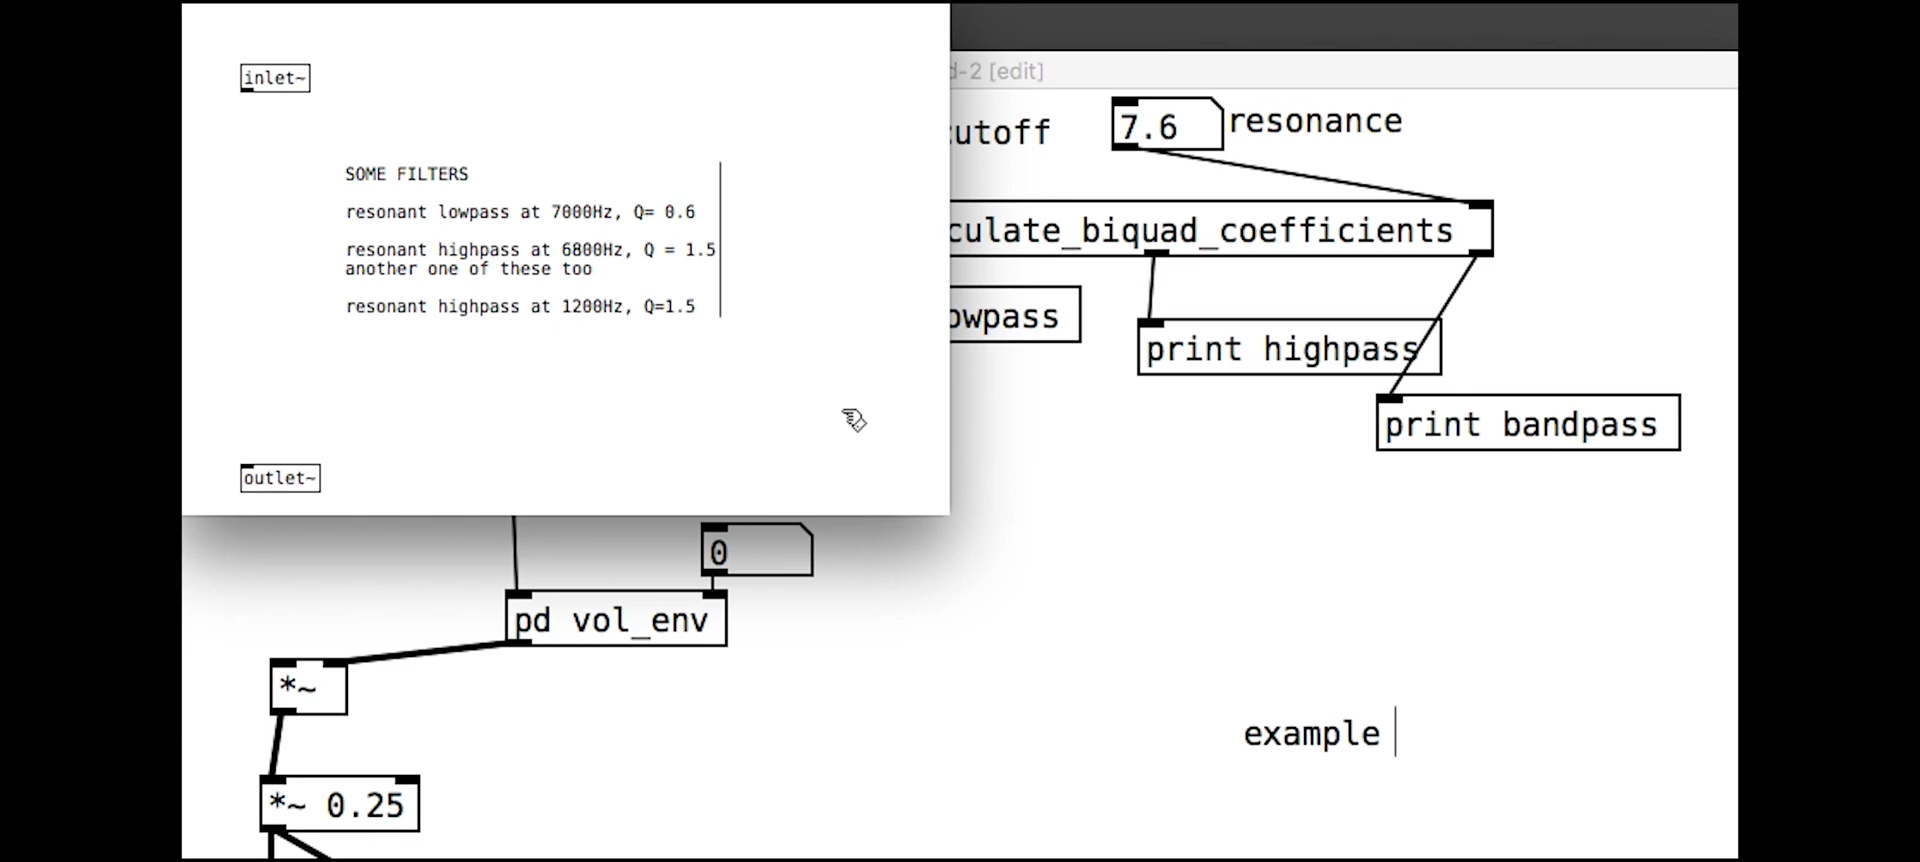 inlet~
SOME FILTERS
resonant lowpass at 7000Hz, Q= 0.6
resonant highpass at 6800Hz, Q = 1.5
another one of these too
resonant highpass at 1200Hz, Q=1.5
outlet~
d-2 [edit]
cutoff
7.6
resonance
culate_biquad_coefficients
owpass
print highpass
print bandpass
0
pd vol_env
*~
*~ 0.25
example